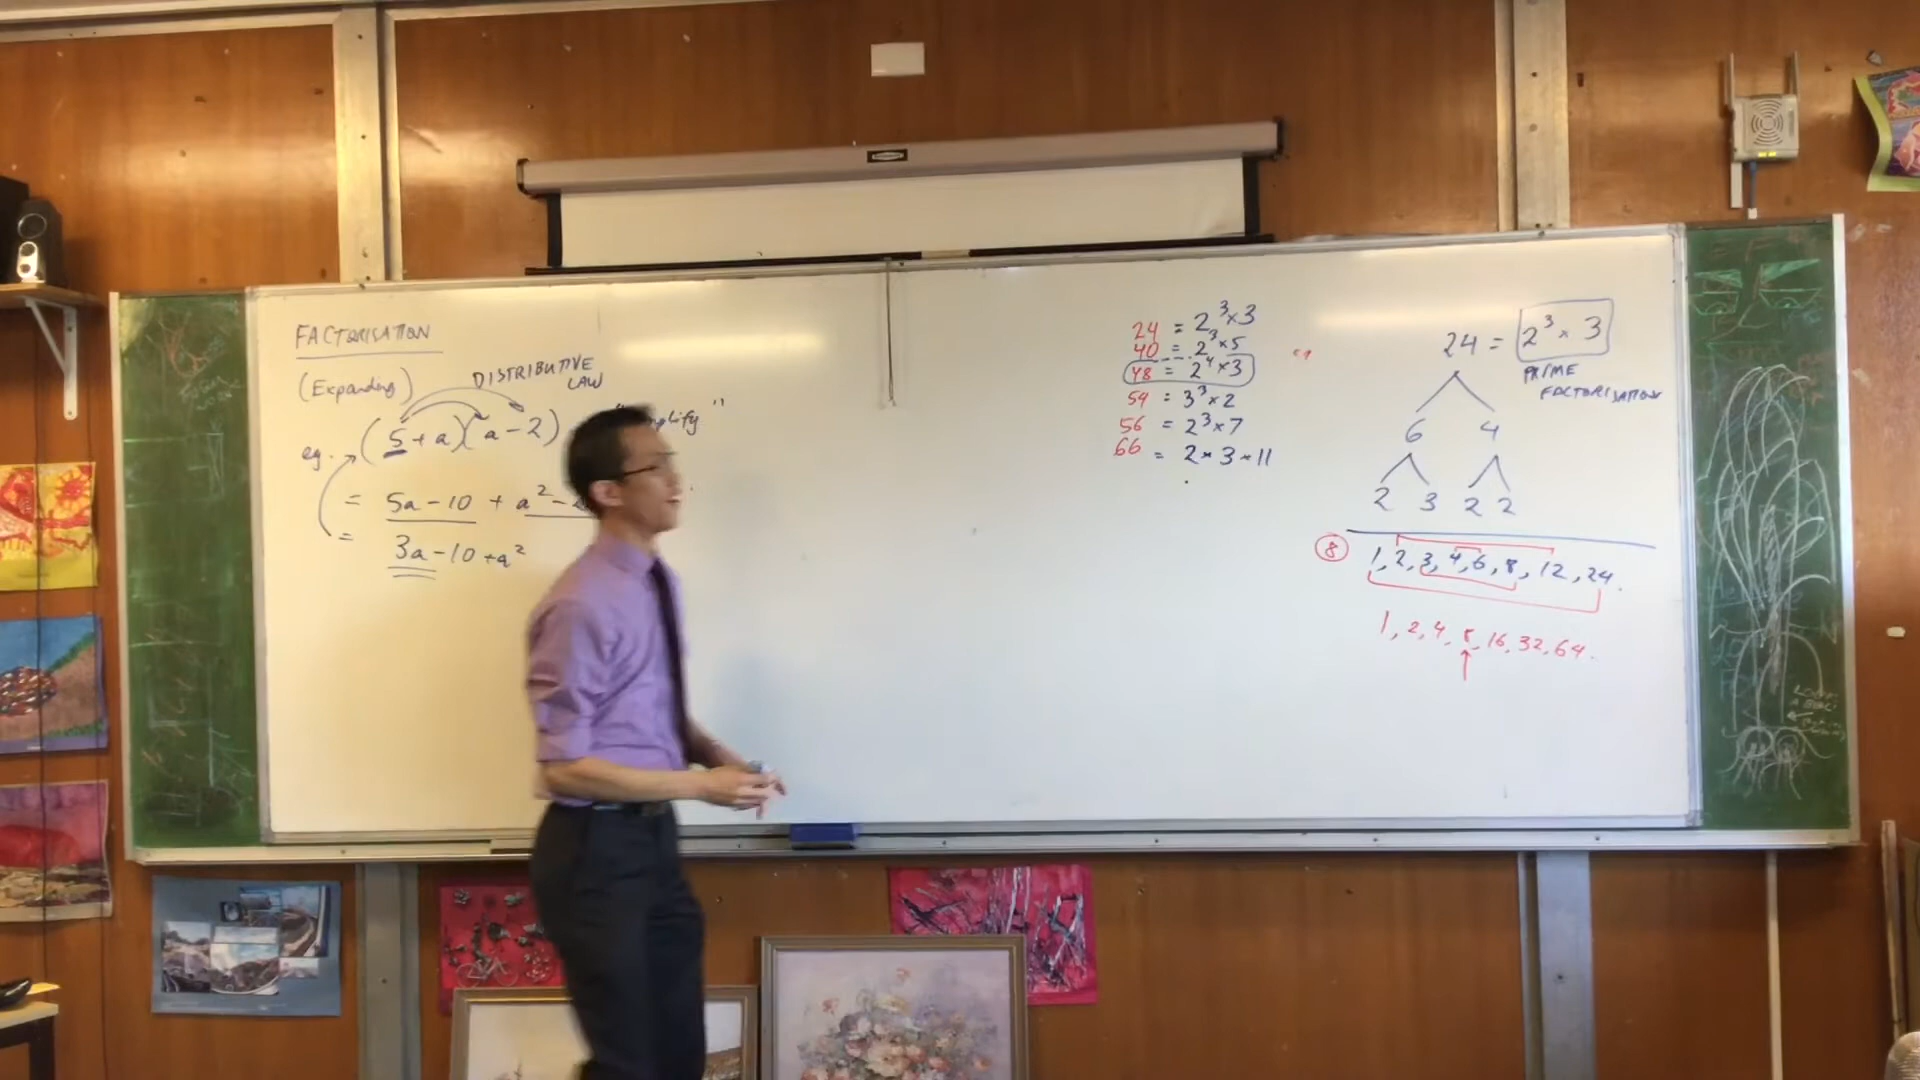 FACTORISATION
(Expanding)
DISTRIBUTIVE
LAW
eg. (5+a)(a-2)
= 5a-10 + a²-
= 3a-10+a²
24 = 2³×3
40 = 2³×5
48 = 2⁴×3
54 = 3³×2
56 = 2³×7
66 = 2×3×11
24 = 2³ × 3
PRIME
FACTORISATION
6 4
2 3 2 2
8 1, 2, 3, 4, 6, 8, 12, 24.
1, 2, 4, 8, 16, 32, 64.